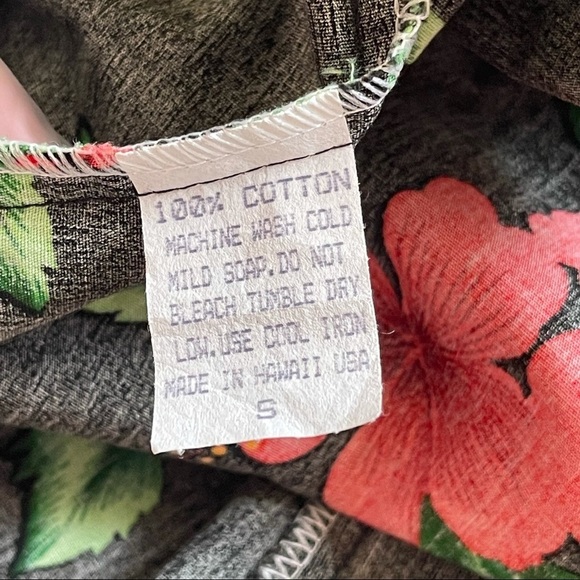 100% COTTON
MACHINE WASH COLD
MILD SOAP.DO NOT
BLEACH TUMBLE DRY
LOW.USE COOL IRON
MADE IN HAWAII USA
S